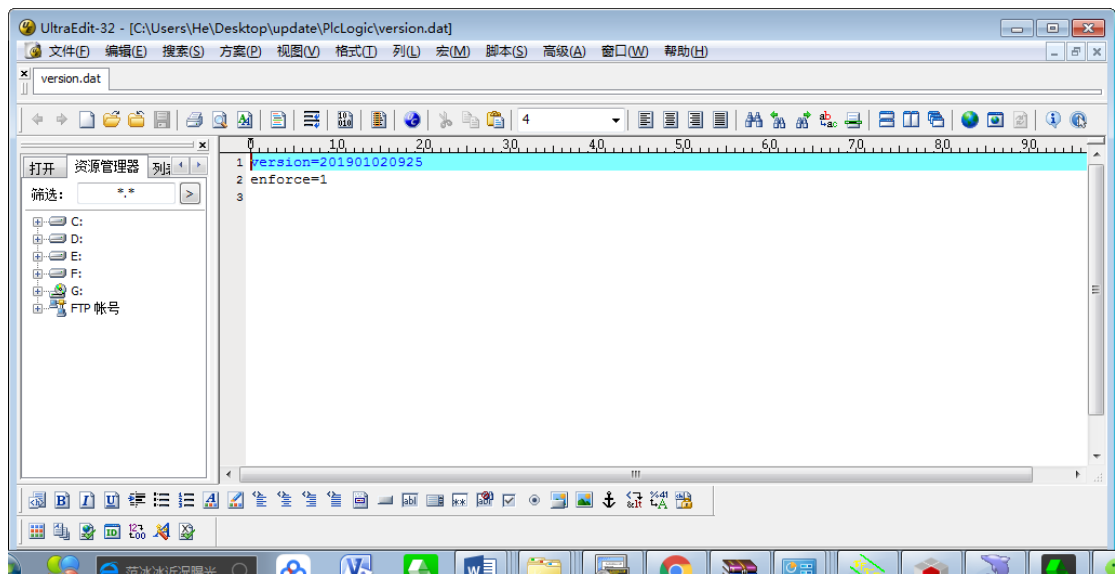 UltraEdit-32 - [C:\Users\He\Desktop\update\PlcLogic\version.dat]
文件(F) 编辑(E) 搜索(S) 方案(P) 视图(V) 格式(T) 列(L) 宏(M) 脚本(S) 高级(A) 窗口(W) 帮助(H)
version.dat
4
0 10 20 30 40 50 60 70 80 90
打开 资源管理器 列
筛选: *.* >
1 version=201901020925
2 enforce=1
3
C:
D:
E:
F:
G:
FTP 帐号